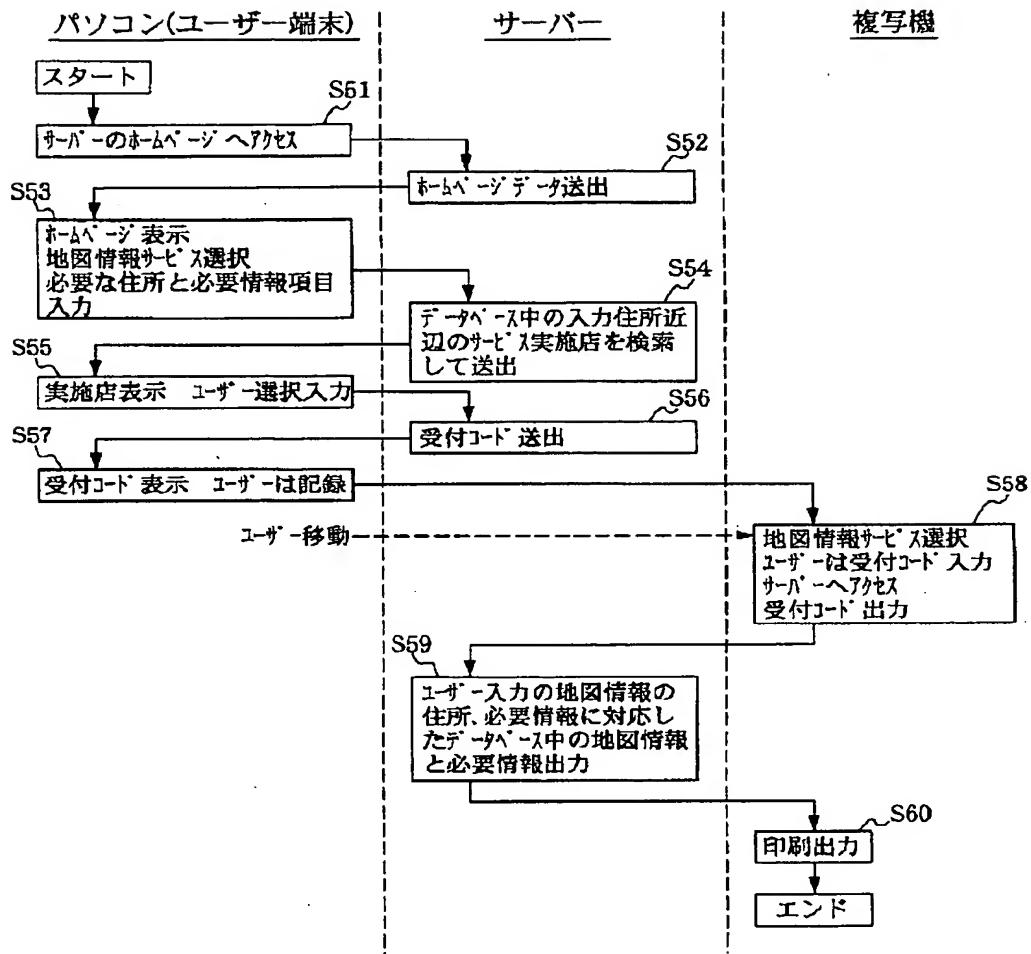 パソコン(ユーザー端末)
サーバー
複写機
スタート
S51
サーバーのホームページへアクセス
S52
ホームページデータ送出
S53
ホームページ表示
地図情報サービス選択
必要な住所と必要情報項目
入力
S54
データベース中の入力住所近
辺のサービス実施店を検索
して送出
S55
実施店表示 ユーザー選択入力
S56
受付コード送出
S57
受付コード表示 ユーザーは記録
ユーザー移動
S58
地図情報サービス選択
ユーザーは受付コード入力
サーバーへアクセス
受付コード出力
S59
ユーザー入力の地図情報の
住所、必要情報に対応し
たデータベース中の地図情報
と必要情報出力
S60
印刷出力
エンド